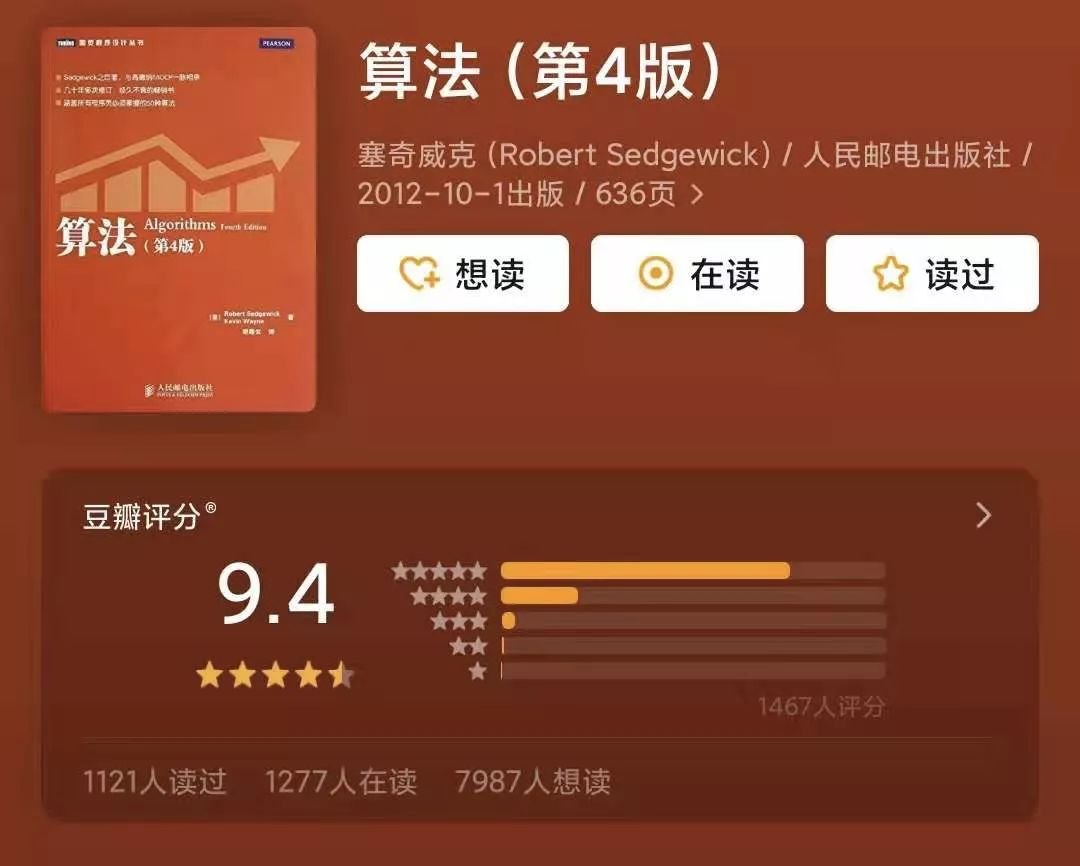 TURING 图灵程序设计丛书
PEARSON
Sedgewick之巨著，与高德纳TAOCP一脉相承
几十年多次修订，经久不衰的畅销书
涵盖所有程序员必须掌握的50种算法
算法 Algorithms Fourth Edition
（第4版）
[美] Robert Sedgewick 著
Kevin Wayne
谢路云 译
人民邮电出版社
POSTS & TELECOM PRESS
算法（第4版）
塞奇威克 (Robert Sedgewick) / 人民邮电出版社 /
2012-10-1出版 / 636页 >
想读
在读
读过
豆瓣评分®
9.4
1467人评分
1121人读过 1277人在读 7987人想读